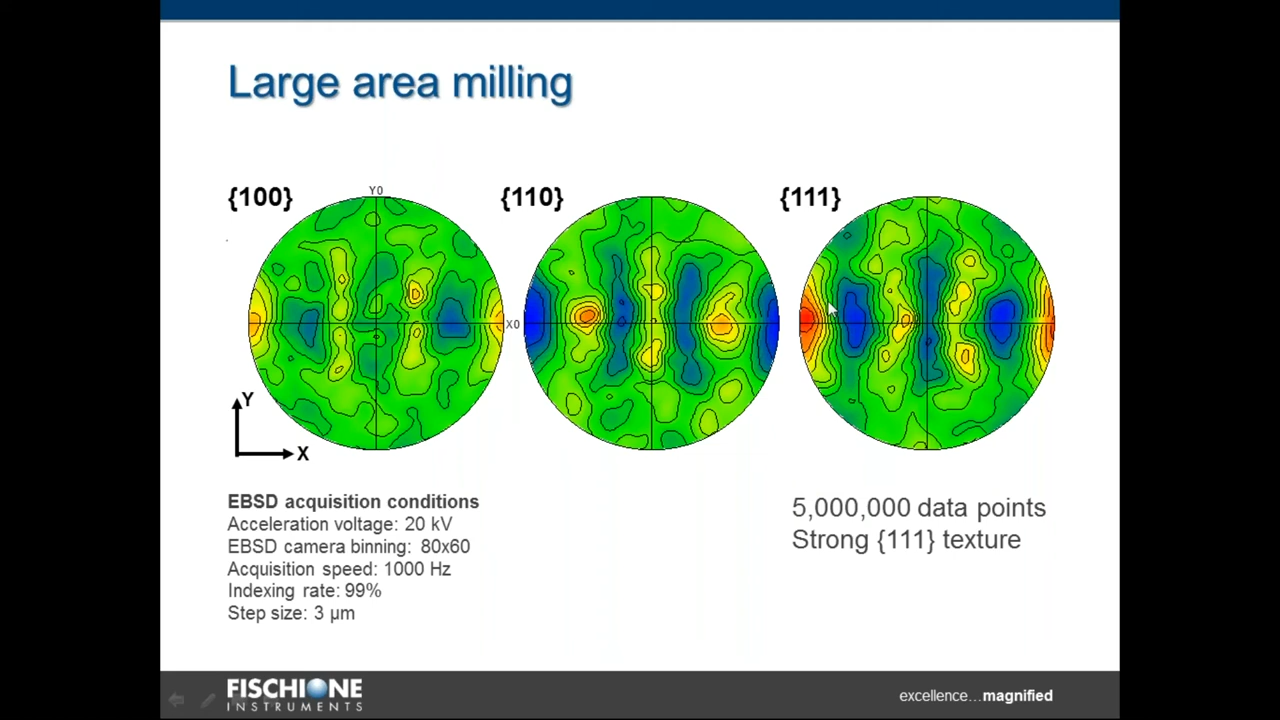 Large area milling
{100}
Y0
{110}
{111}
X0
Y
X
EBSD acquisition conditions
Acceleration voltage: 20 kV
EBSD camera binning: 80x60
Acquisition speed: 1000 Hz
Indexing rate: 99%
Step size: 3 µm
5,000,000 data points
Strong {111} texture
FISCHIONE
INSTRUMENTS
excellence...magnified